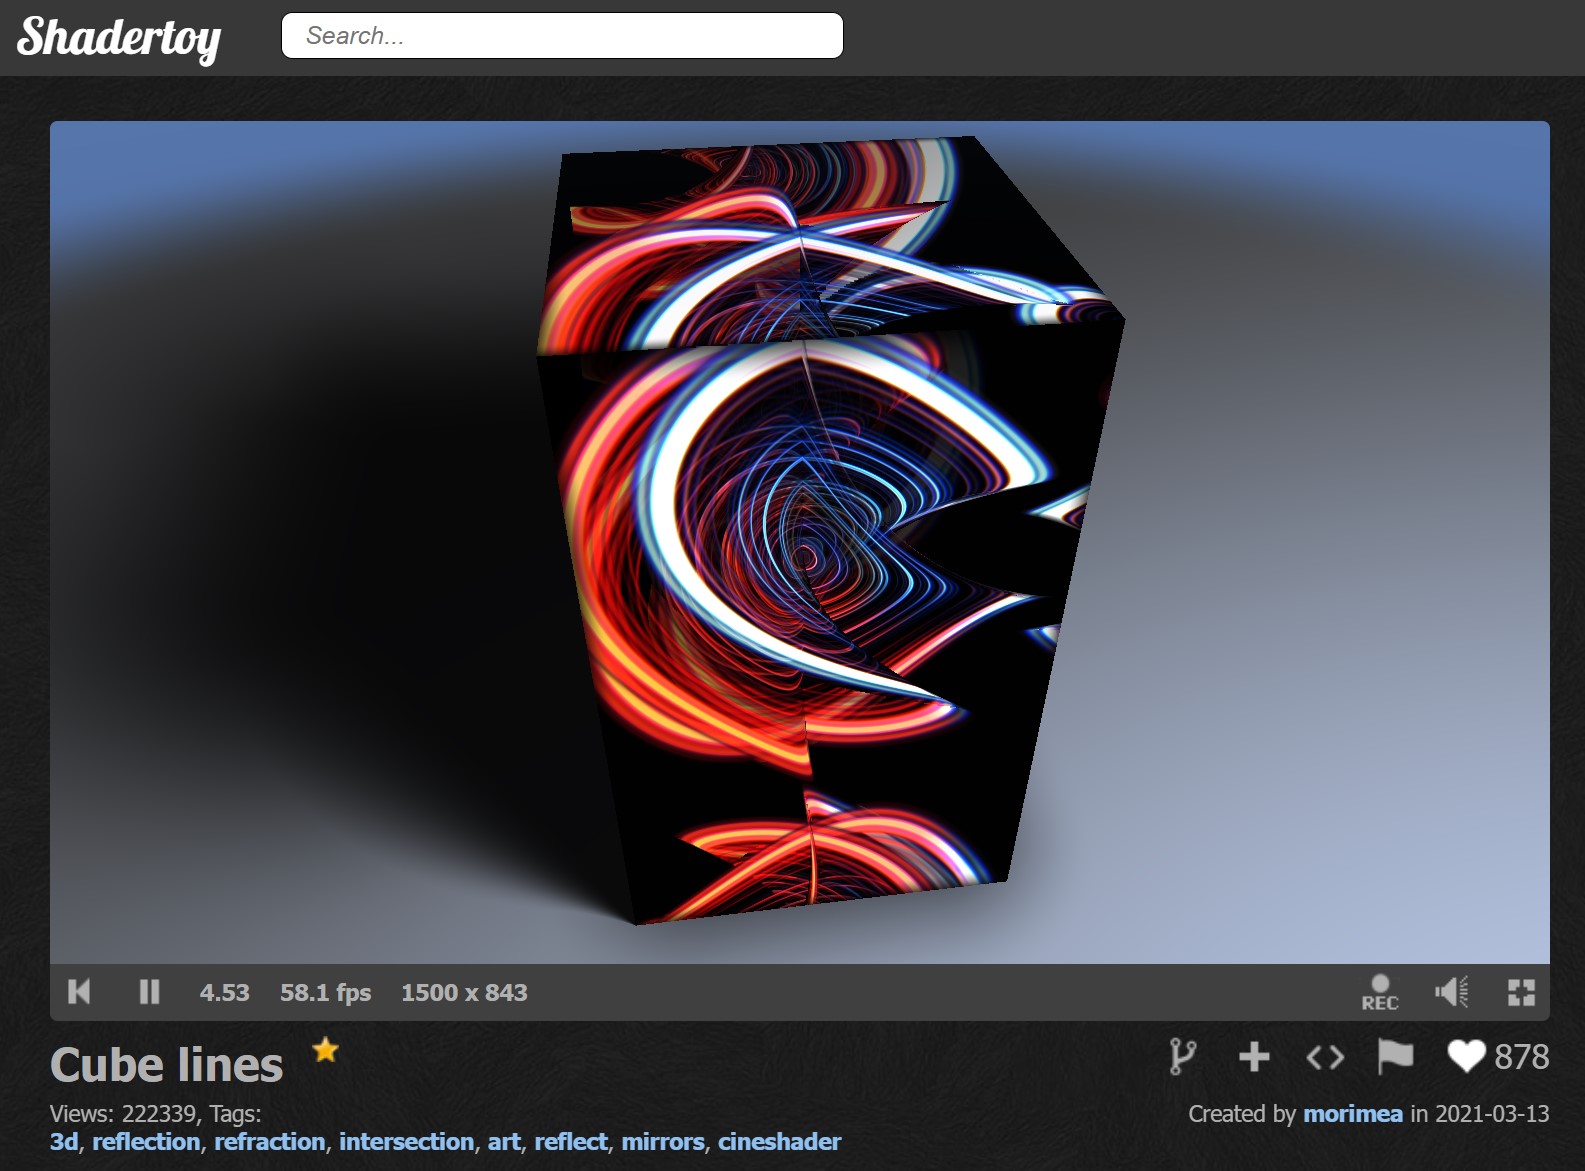 Shadertoy
Search...
4.53 58.1 fps 1500 x 843
REC
Cube lines
878
Views: 222339, Tags:
Created by morimea in 2021-03-13
3d, reflection, refraction, intersection, art, reflect, mirrors, cineshader